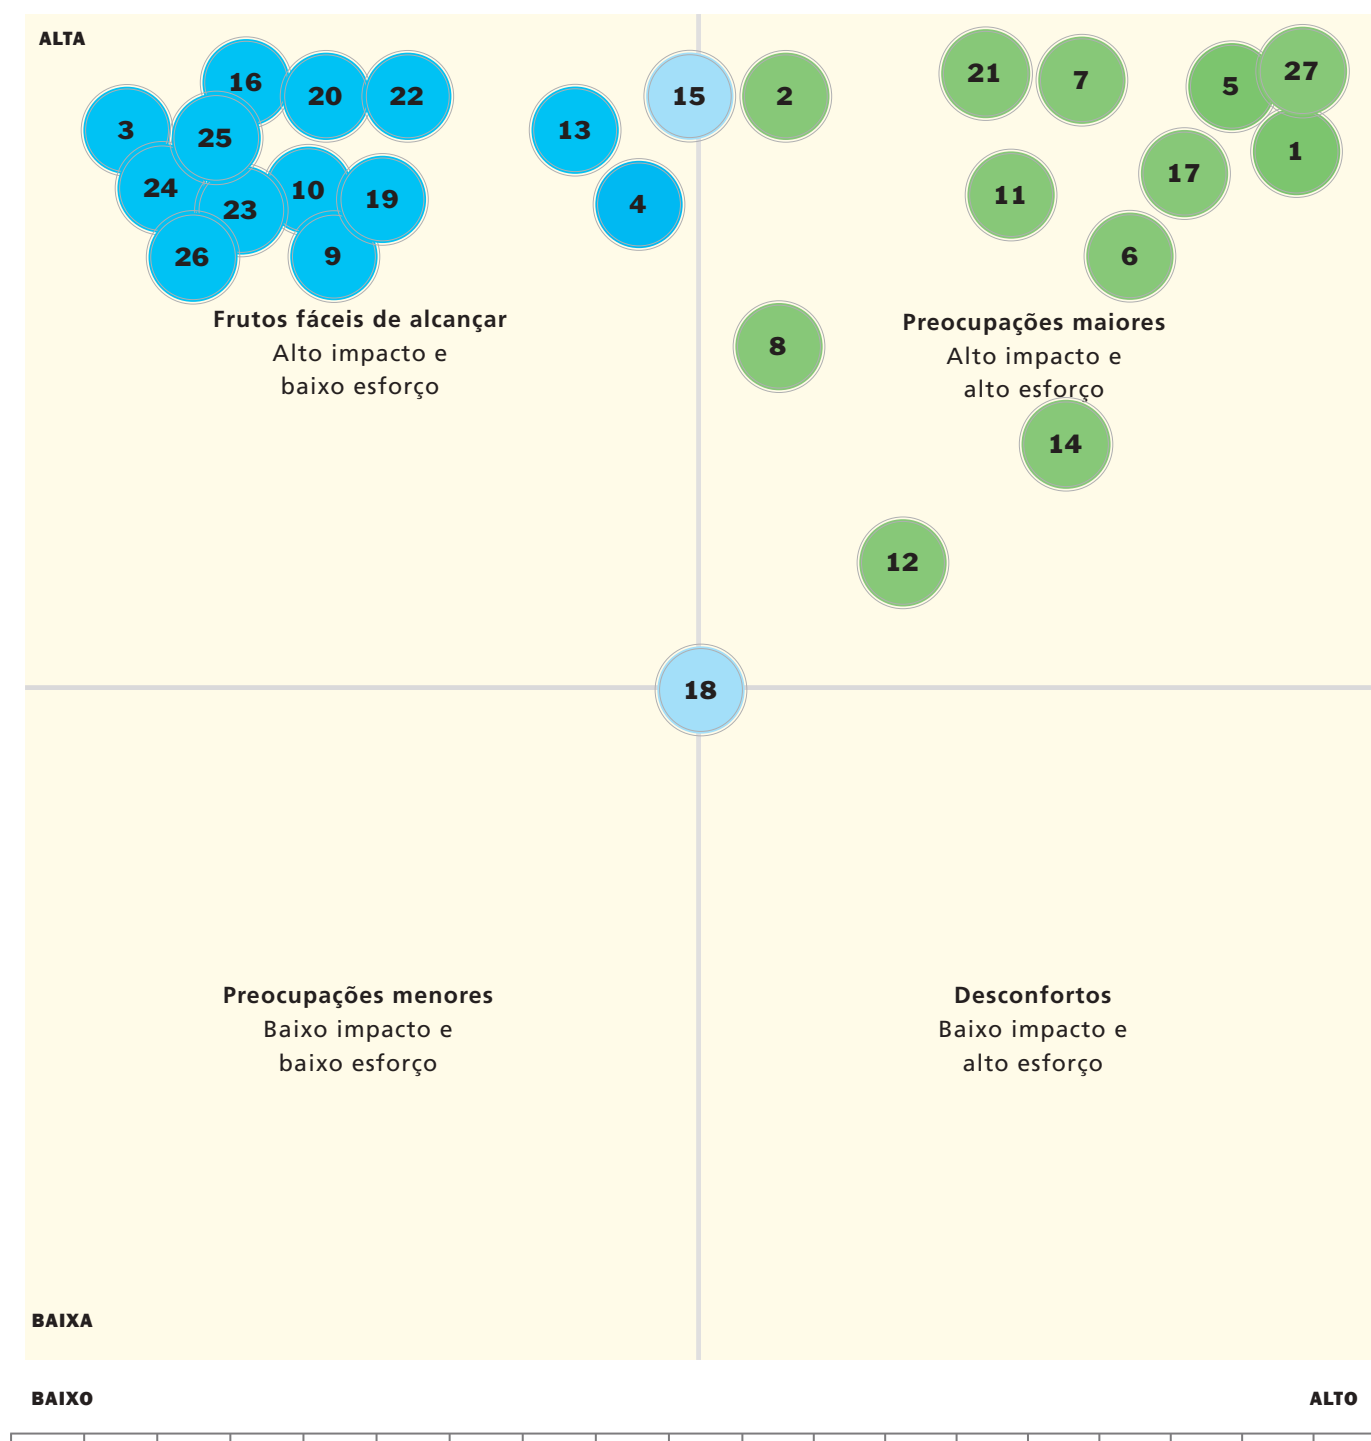 ALTA
16
20
22
15
2
21
7
5
27
3
25
13
1
24
23
10
19
4
11
17
26
9
6
Frutos fáceis de alcançar
Alto impacto e
baixo esforço
8
Preocupações maiores
Alto impacto e
alto esforço
14
12
18
Preocupações menores
Baixo impacto e
baixo esforço
Desconfortos
Baixo impacto e
alto esforço
BAIXA
BAIXO
ALTO